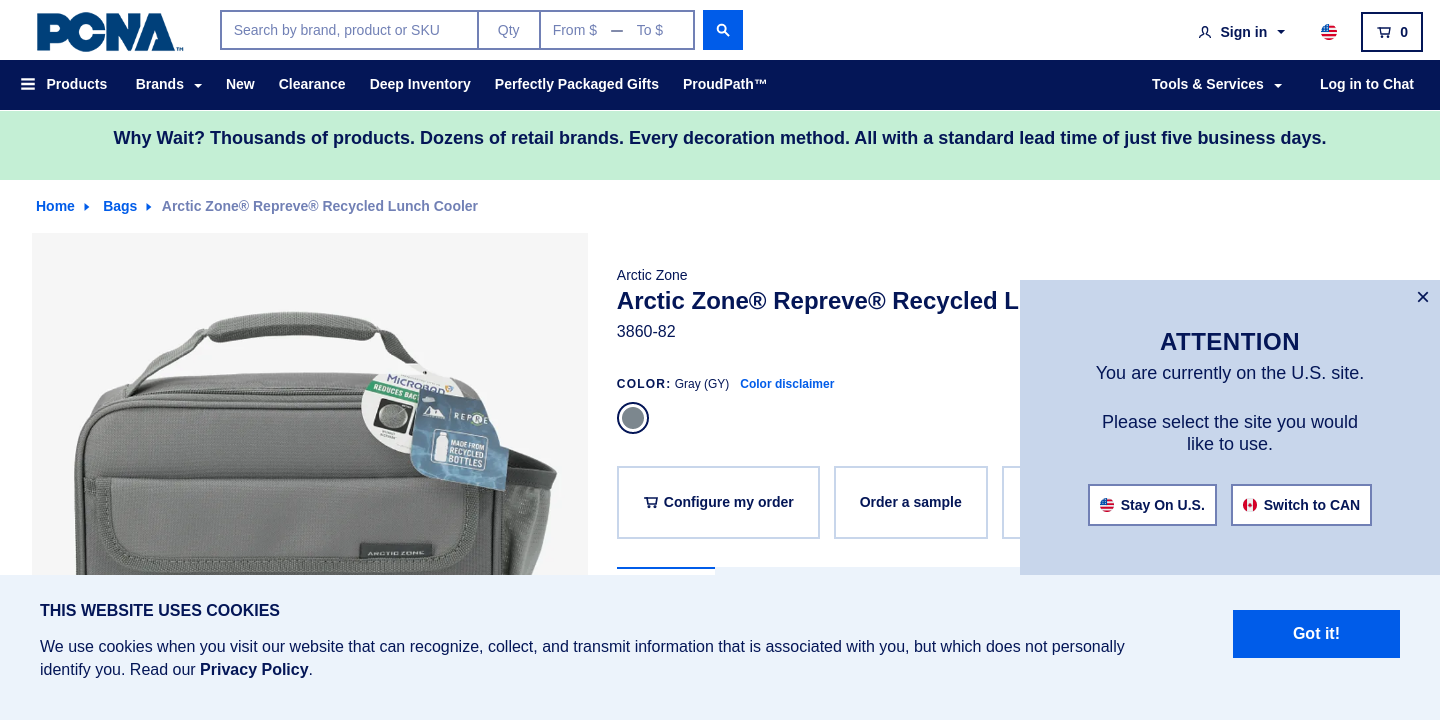 PCNA™
Search by brand, product or SKU
Qty
From $ — To $
Sign in
0
Products
Brands
New
Clearance
Deep Inventory
Perfectly Packaged Gifts
ProudPath™
Tools & Services
Log in to Chat
Why Wait? Thousands of products. Dozens of retail brands. Every decoration method. All with a standard lead time of just five business days.
Home
Bags
Arctic Zone® Repreve® Recycled Lunch Cooler
MICROBAN
REDUCES BAC
REPREVE
MADE FROM
RECYCLED
BOTTLES
ARCTIC ZONE
Arctic Zone
Arctic Zone® Repreve® Recycled L
3860-82
COLOR: Gray (GY) Color disclaimer
Configure my order
Order a sample
×
ATTENTION
You are currently on the U.S. site.
Please select the site you would
like to use.
Stay On U.S.
Switch to CAN
THIS WEBSITE USES COOKIES
We use cookies when you visit our website that can recognize, collect, and transmit information that is associated with you, but which does not personally
identify you. Read our Privacy Policy.
Got it!